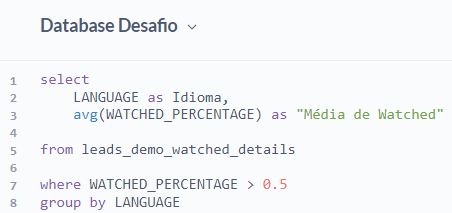 Database Desafio
1 select
2 LANGUAGE as Idioma,
3 avg(WATCHED_PERCENTAGE) as "Média de Watched"
4
5 from leads_demo_watched_details
6
7 where WATCHED_PERCENTAGE > 0.5
8 group by LANGUAGE